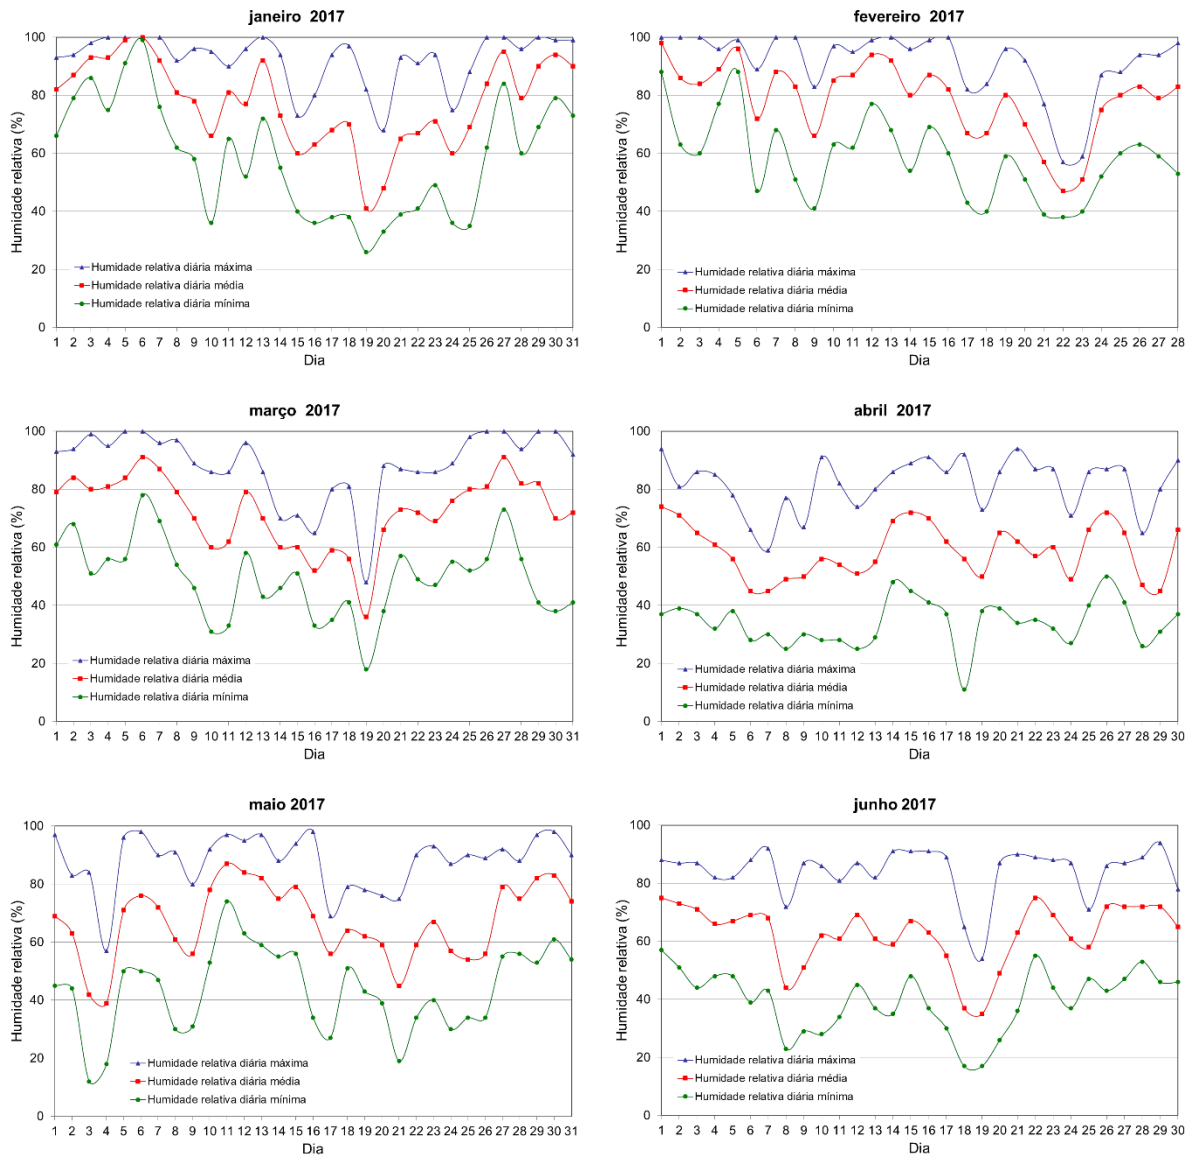 janeiro 2017
Humidade relativa (%)
100
80
60
40
20
0
Humidade relativa diária máxima
Humidade relativa diária média
Humidade relativa diária mínima
1 2 3 4 5 6 7 8 9 10 11 12 13 14 15 16 17 18 19 20 21 22 23 24 25 26 27 28 29 30 31
Dia
fevereiro 2017
Humidade relativa (%)
100
80
60
40
20
0
Humidade relativa diária máxima
Humidade relativa diária média
Humidade relativa diária mínima
1 2 3 4 5 6 7 8 9 10 11 12 13 14 15 16 17 18 19 20 21 22 23 24 25 26 27 28
Dia
março 2017
Humidade relativa (%)
100
80
60
40
20
0
Humidade relativa diária máxima
Humidade relativa diária média
Humidade relativa diária mínima
1 2 3 4 5 6 7 8 9 10 11 12 13 14 15 16 17 18 19 20 21 22 23 24 25 26 27 28 29 30 31
Dia
abril 2017
Humidade relativa (%)
100
80
60
40
20
0
Humidade relativa diária máxima
Humidade relativa diária média
Humidade relativa diária mínima
1 2 3 4 5 6 7 8 9 10 11 12 13 14 15 16 17 18 19 20 21 22 23 24 25 26 27 28 29 30
Dia
maio 2017
Humidade relativa (%)
100
80
60
40
20
0
Humidade relativa diária máxima
Humidade relativa diária média
Humidade relativa diária mínima
1 2 3 4 5 6 7 8 9 10 11 12 13 14 15 16 17 18 19 20 21 22 23 24 25 26 27 28 29 30 31
Dia
junho 2017
Humidade relativa (%)
100
80
60
40
20
0
Humidade relativa diária máxima
Humidade relativa diária média
Humidade relativa diária mínima
1 2 3 4 5 6 7 8 9 10 11 12 13 14 15 16 17 18 19 20 21 22 23 24 25 26 27 28 29 30
Dia